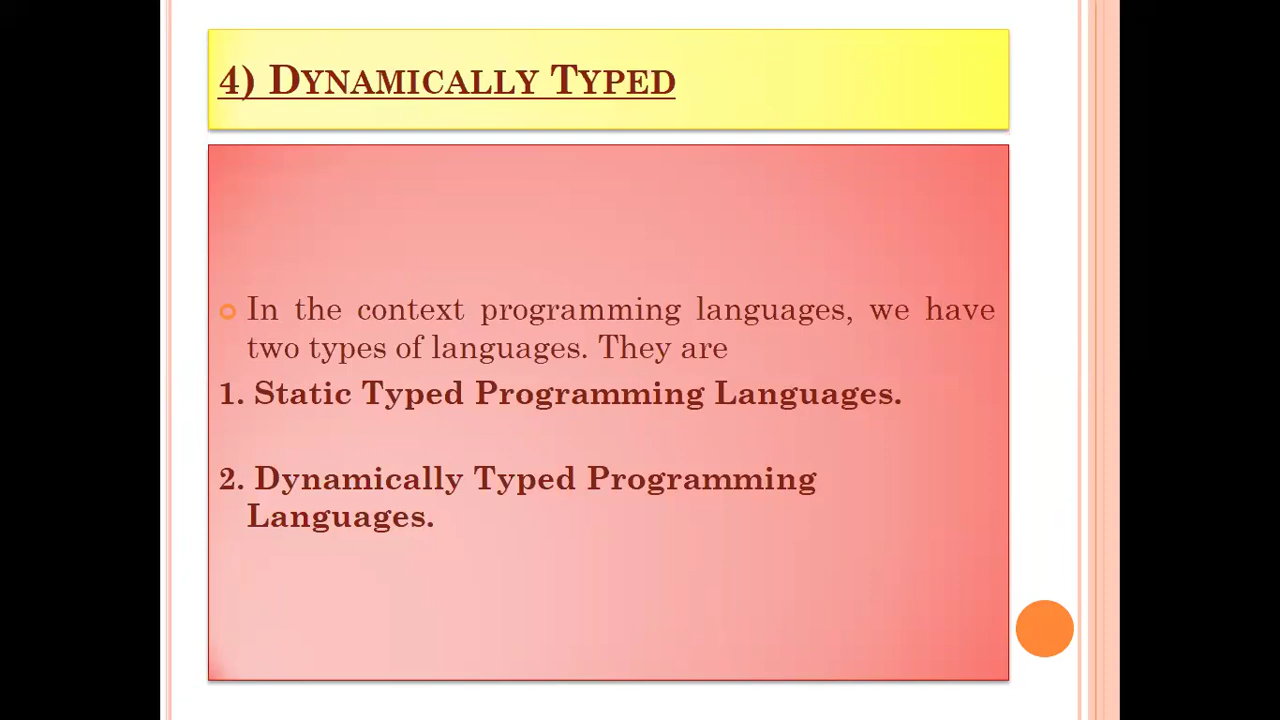 4) Dynamically Typed
In the context programming languages, we have
two types of languages. They are
1. Static Typed Programming Languages.
2. Dynamically Typed Programming
Languages.